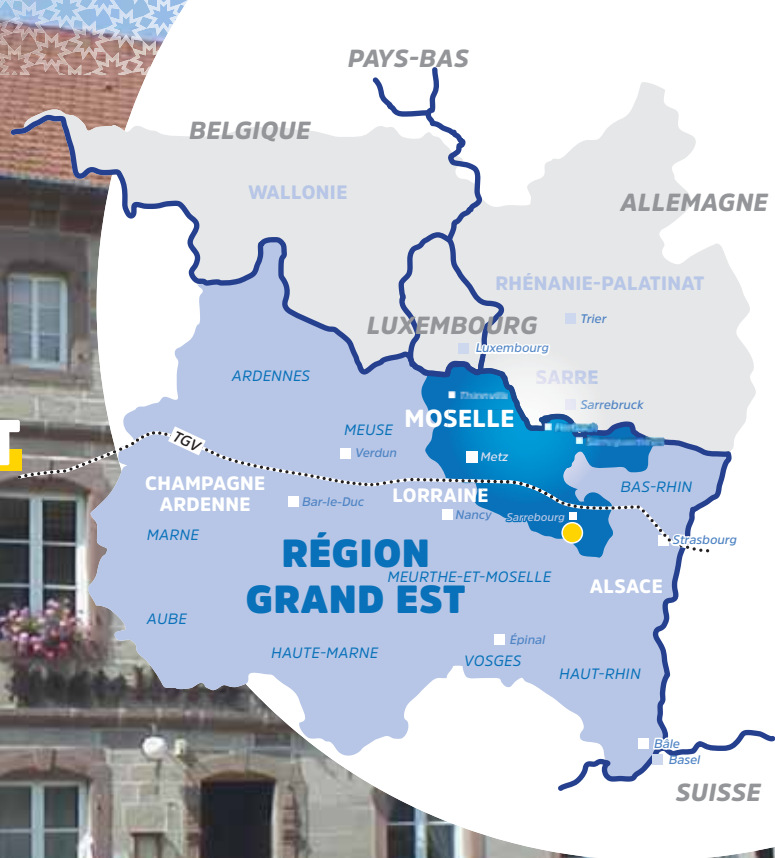 PAYS-BAS
BELGIQUE
WALLONIE
ALLEMAGNE
RHÉNANIE-PALATINAT
Trier
LUXEMBOURG
Luxembourg
SARRE
ARDENNES
Thionville
Sarrebruck
MOSELLE
MEUSE
Forbach
TGV
Sarreguemines
Verdun
Metz
CHAMPAGNE
ARDENNE
LORRAINE
BAS-RHIN
Bar-le-Duc
Nancy
Sarrebourg
MARNE
Strasbourg
RÉGION
GRAND EST
MEURTHE-ET-MOSELLE
ALSACE
AUBE
Épinal
HAUTE-MARNE
VOSGES
HAUT-RHIN
Bâle
Basel
SUISSE